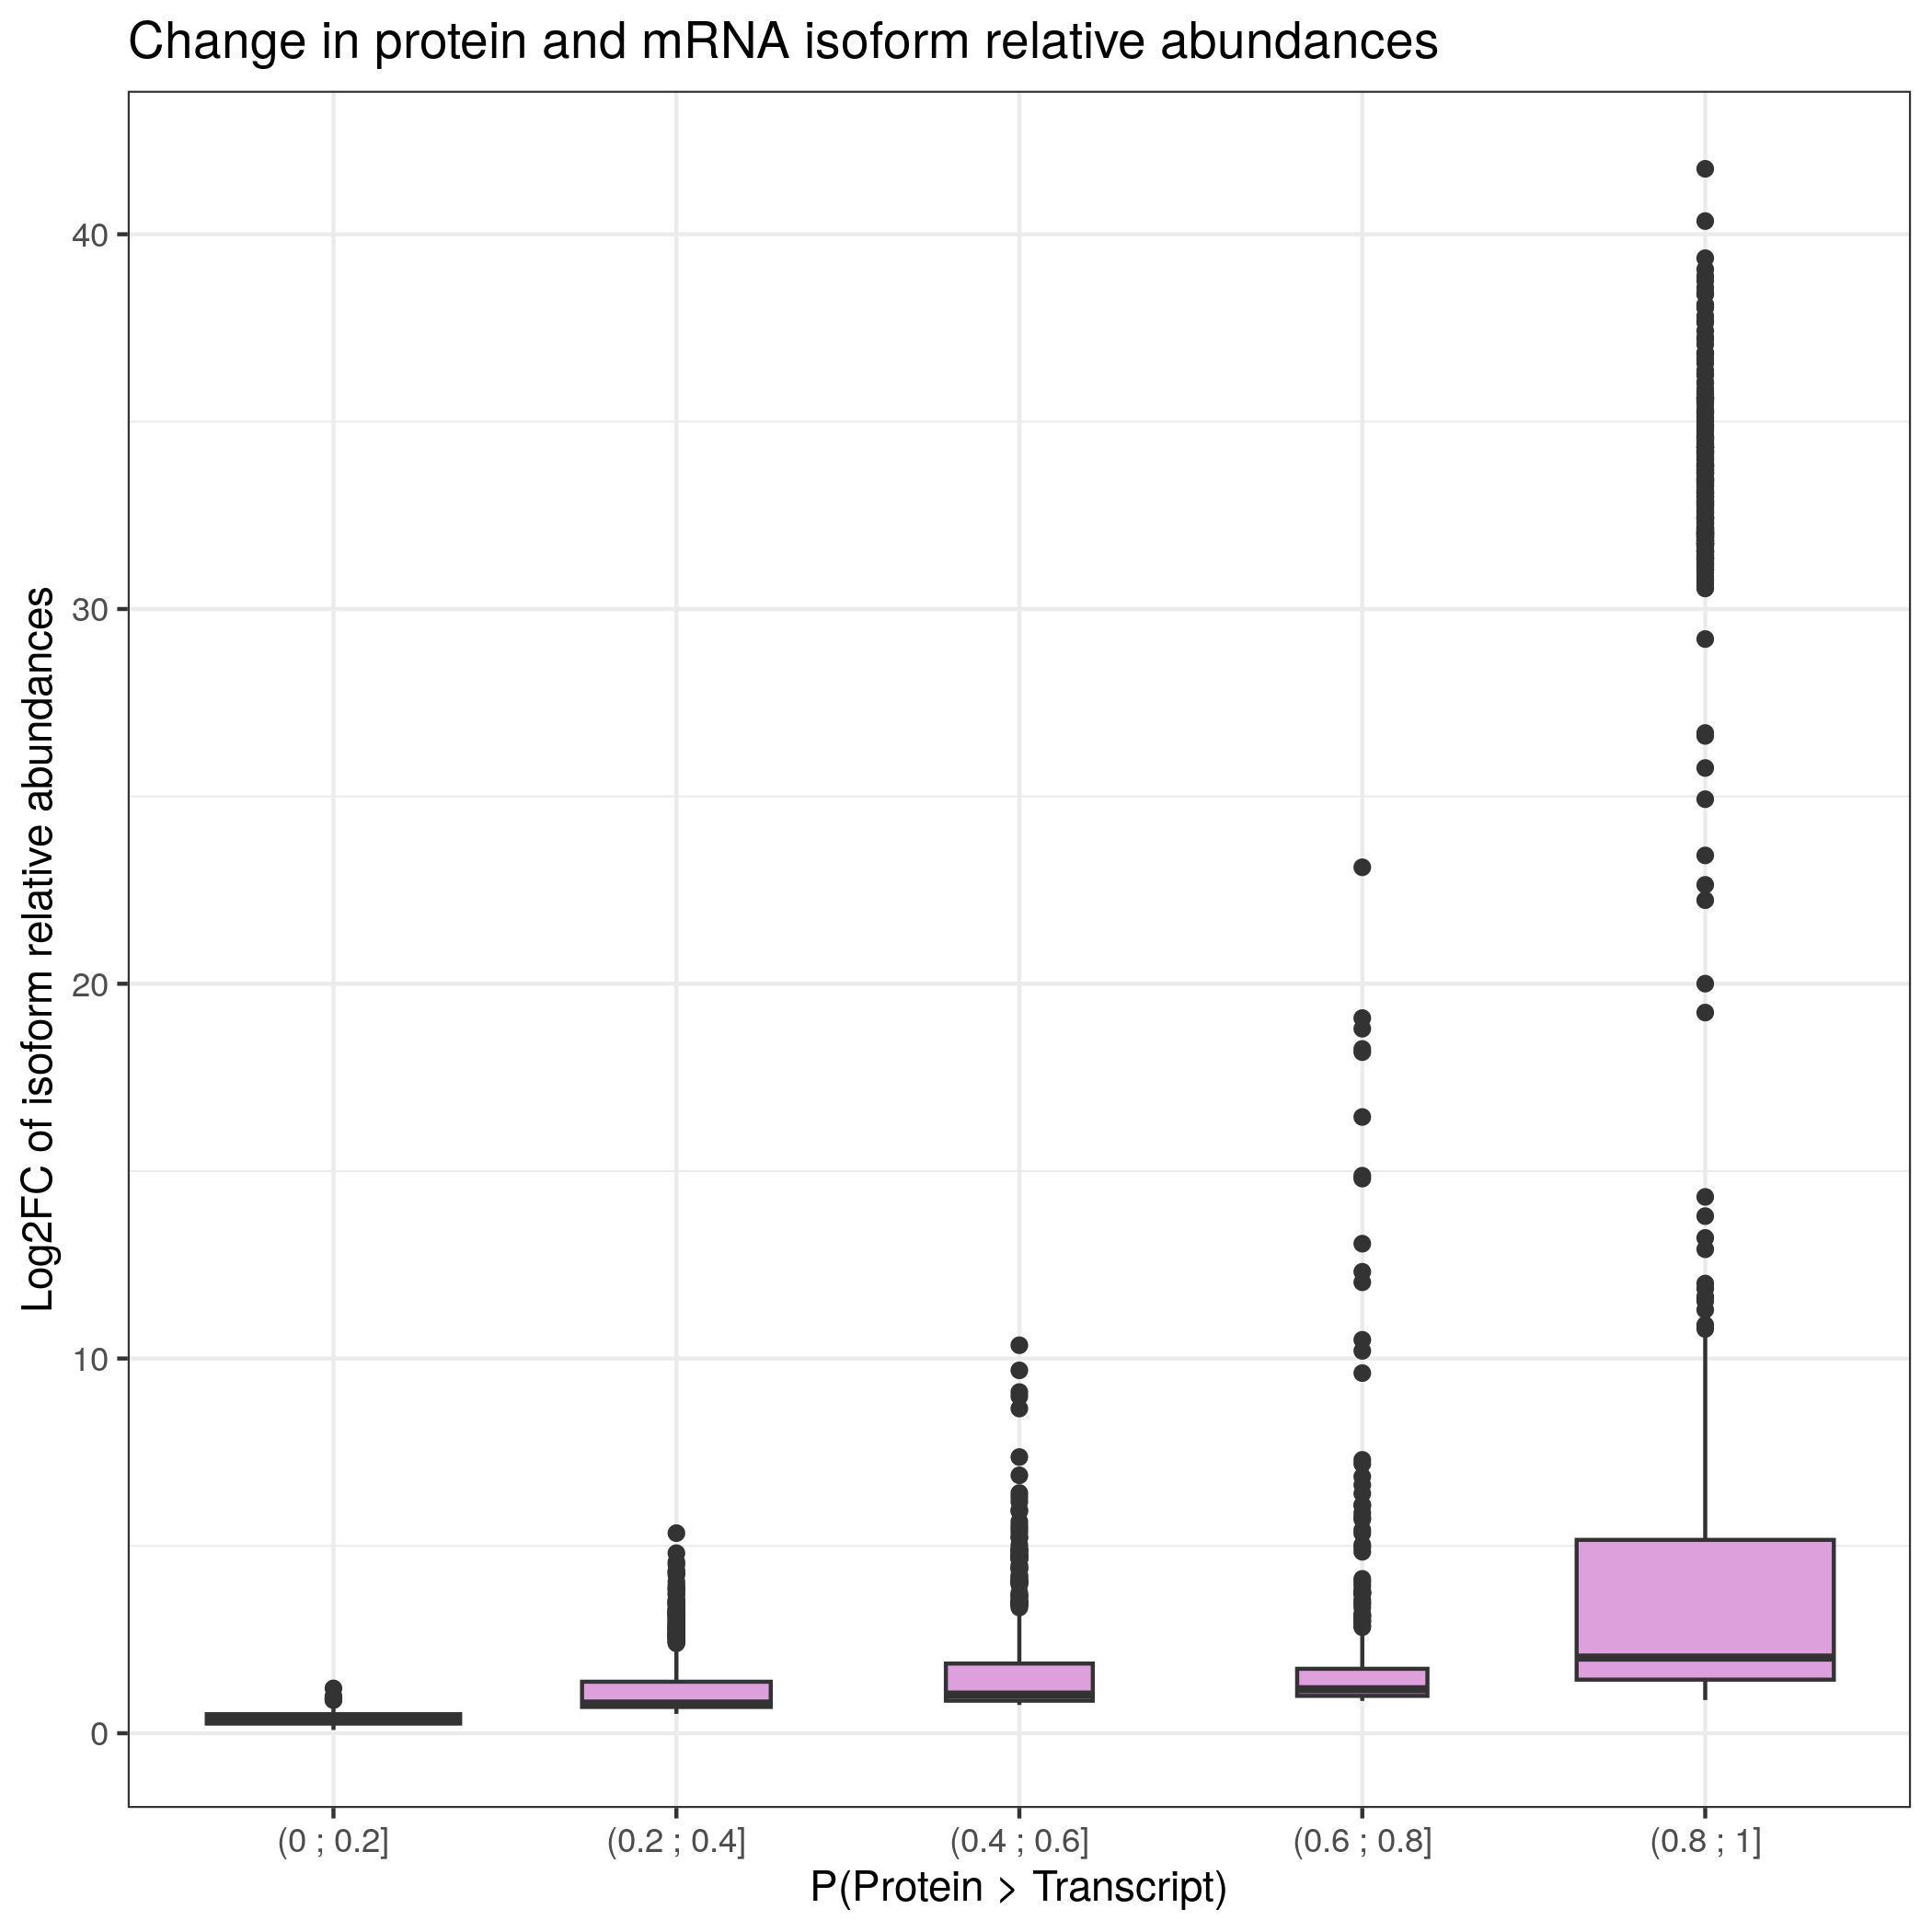 Change in protein and mRNA isoform relative abundances
Log2FC of isoform relative abundances
40
30
20
10
0
(0 ; 0.2]
(0.2 ; 0.4]
(0.4 ; 0.6]
(0.6 ; 0.8]
(0.8 ; 1]
P(Protein > Transcript)